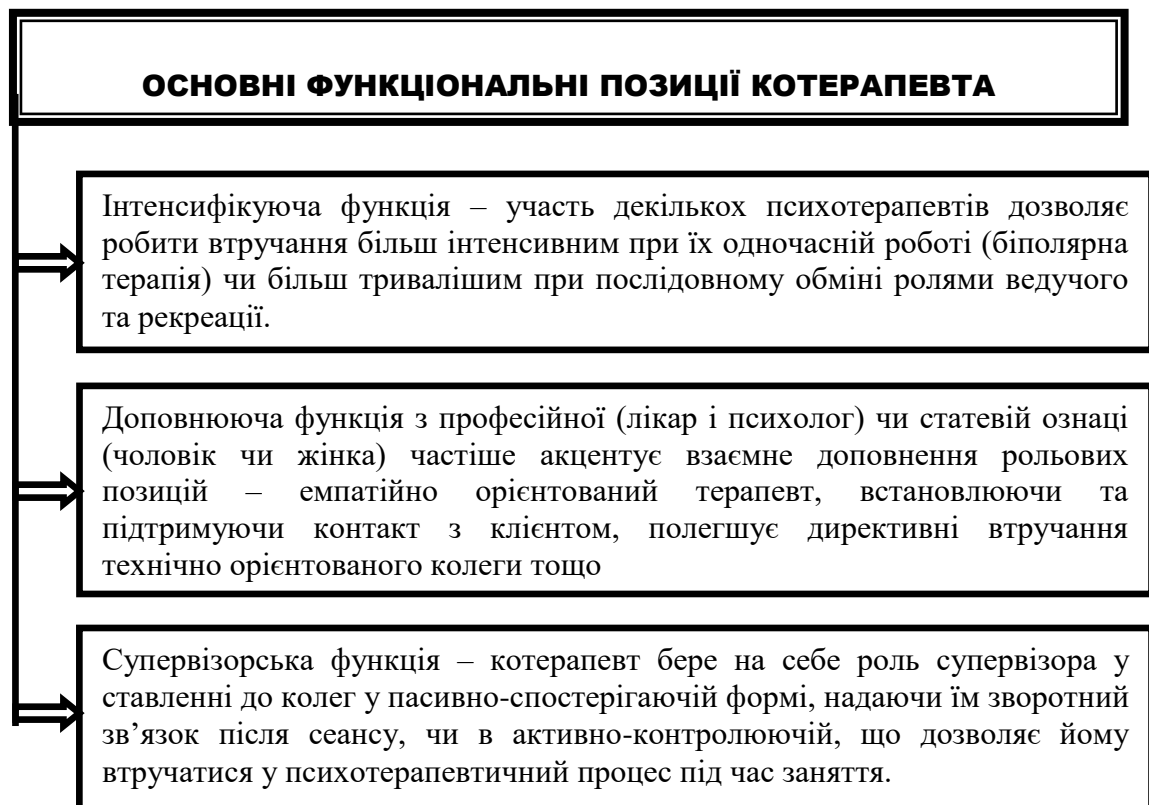 ОСНОВНІ ФУНКЦІОНАЛЬНІ ПОЗИЦІЇ КОТЕРАПЕВТА
Інтенсифікуюча функція – участь декількох психотерапевтів дозволяє
робити втручання більш інтенсивним при їх одночасній роботі (біполярна
терапія) чи більш тривалішим при послідовному обміні ролями ведучого
та рекреації.
Доповнююча функція з професійної (лікар і психолог) чи статевій ознаці
(чоловік чи жінка) частіше акцентує взаємне доповнення рольових
позицій – емпатійно орієнтований терапевт, встановлюючи та
підтримуючи контакт з клієнтом, полегшує директивні втручання
технічно орієнтованого колеги тощо
Супервізорська функція – котерапевт бере на себе роль супервізора у
ставленні до колег у пасивно-спостерігаючій формі, надаючи їм зворотний
зв’язок після сеансу, чи в активно-контролюючій, що дозволяє йому
втручатися у психотерапевтичний процес під час заняття.